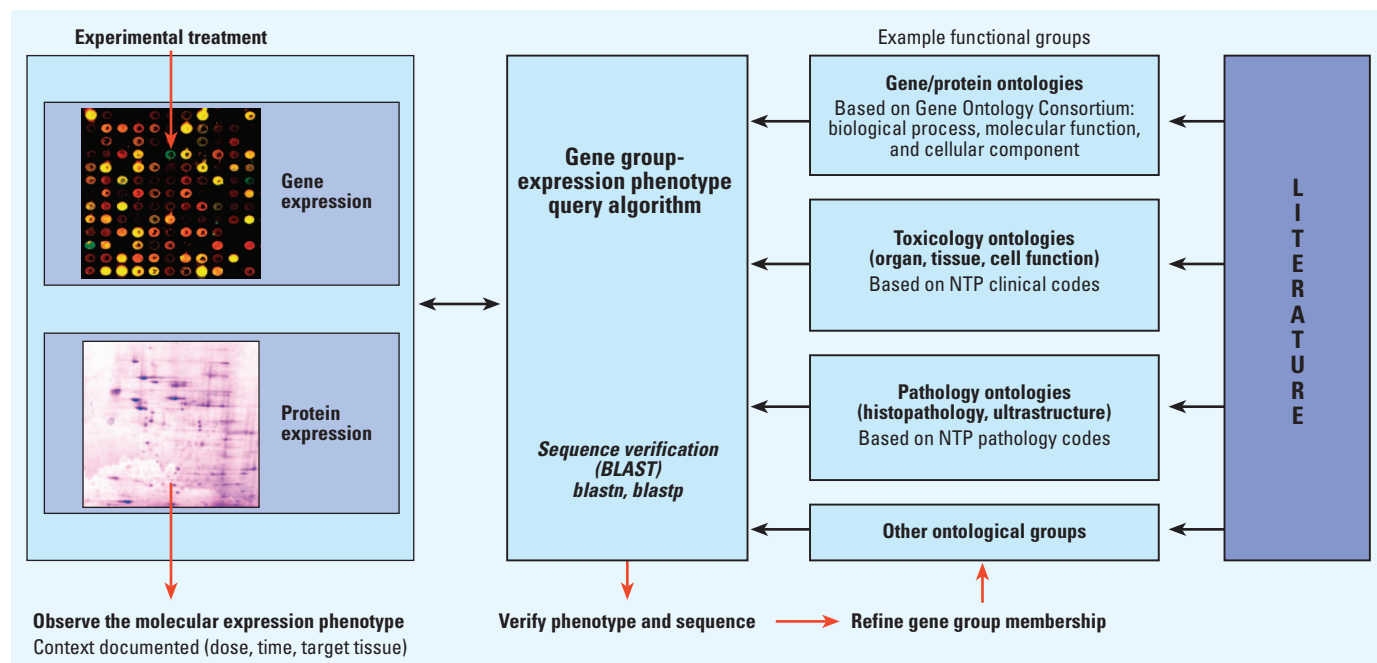 Experimental treatment
Gene
expression
Protein
expression
Observe the molecular expression phenotype
Context documented (dose, time, target tissue)
Gene group-
expression phenotype
query algorithm
Sequence verification
(BLAST)
blastn, blastp
Verify phenotype and sequence
Refine gene group membership
Example functional groups
Gene/protein ontologies
Based on Gene Ontology Consortium:
biological process, molecular function,
and cellular component
Toxicology ontologies
(organ, tissue, cell function)
Based on NTP clinical codes
Pathology ontologies
(histopathology, ultrastructure)
Based on NTP pathology codes
Other ontological groups
LITERATURE